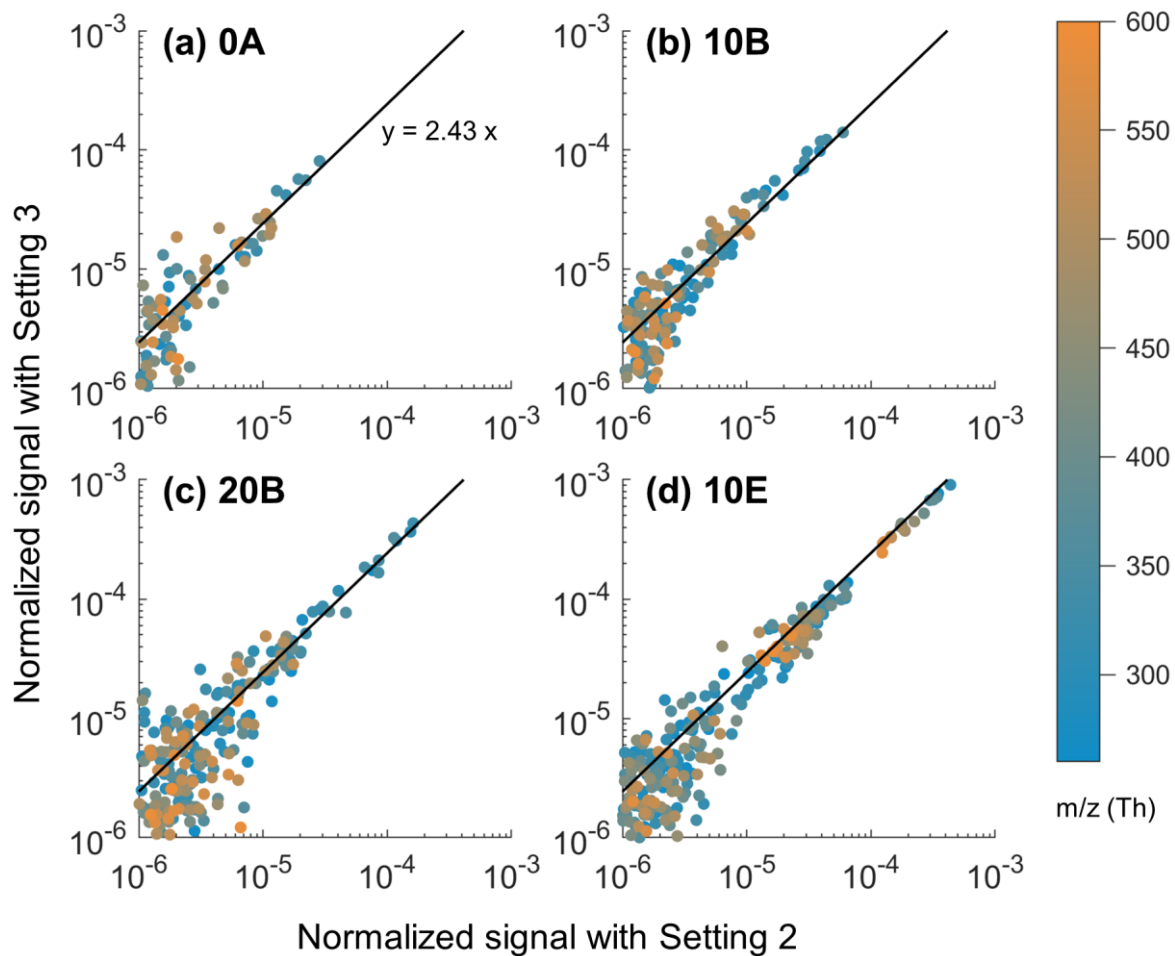 (a) 0A
(b) 10B
10⁻³
10⁻⁴
10⁻⁵
10⁻⁶
y = 2.43 x
10⁻⁶ 10⁻⁵ 10⁻⁴ 10⁻³
10⁻³
10⁻⁴
10⁻⁵
10⁻⁶
10⁻⁶ 10⁻⁵ 10⁻⁴ 10⁻³
(c) 20B
(d) 10E
10⁻³
10⁻⁴
10⁻⁵
10⁻⁶
10⁻⁶ 10⁻⁵ 10⁻⁴ 10⁻³
10⁻³
10⁻⁴
10⁻⁵
10⁻⁶
10⁻⁶ 10⁻⁵ 10⁻⁴ 10⁻³
Normalized signal with Setting 3
Normalized signal with Setting 2
600
550
500
450
400
350
300
m/z (Th)